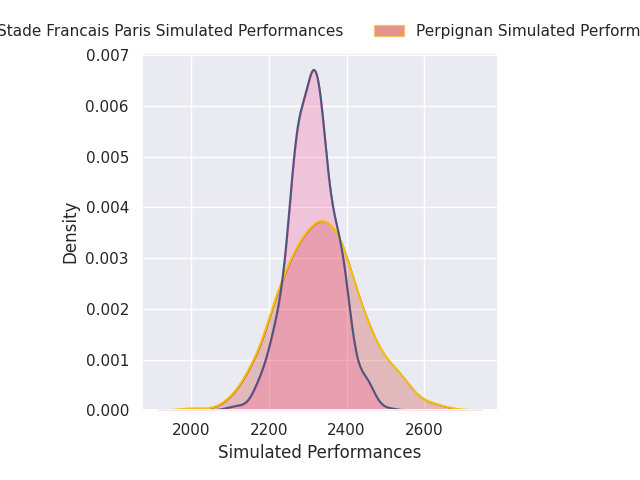 Stade Francais Paris Simulated Performances
Perpignan Simulated Perform
0.007
0.006
0.005
0.004
0.003
0.002
0.001
0.000
Density
2000 2200 2400 2600
Simulated Performances